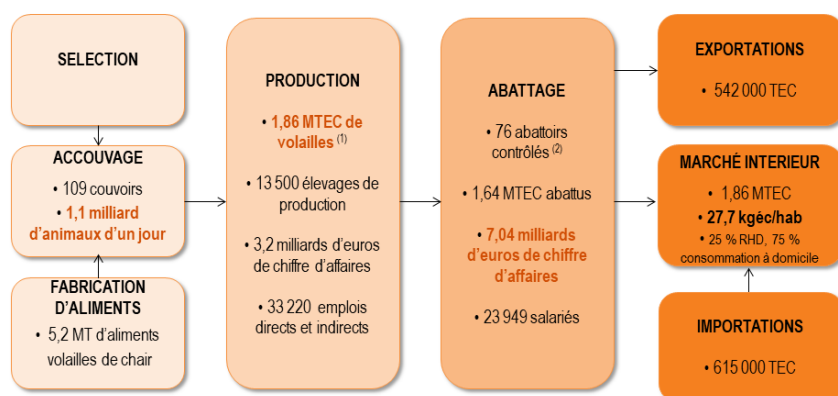 SELECTION
ACCOUVAGE
• 109 couvoirs
• 1,1 milliard
d'animaux d'un jour
FABRICATION
D'ALIMENTS
• 5,2 MT d'aliments
volailles de chair
PRODUCTION
• 1,86 MTEC de
volailles (1)
• 13 500 élevages de
production
• 3,2 milliards d'euros
de chiffre d'affaires
• 33 220 emplois
directs et indirects
ABATTAGE
• 76 abattoirs
contrôlés (2)
• 1,64 MTEC abattus
• 7,04 milliards
d'euros de chiffre
d'affaires
• 23 949 salariés
EXPORTATIONS
• 542 000 TEC
MARCHÉ INTERIEUR
• 1,86 MTEC
• 27,7 kgéc/hab
• 25 % RHD, 75 %
consommation à domicile
IMPORTATIONS
• 615 000 TEC